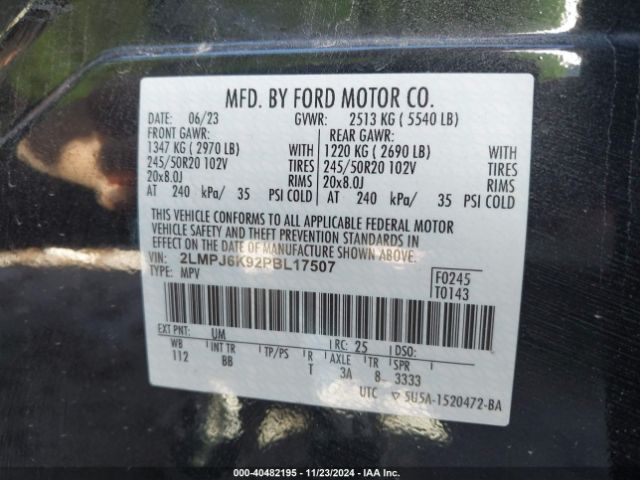 MFD. BY FORD MOTOR CO.
DATE: 06/23 GVWR: 2513 KG ( 5540 LB)
FRONT GAWR: REAR GAWR:
1347 KG ( 2970 LB) WITH 1220 KG ( 2690 LB) WITH
245/50R20 102V TIRES 245/50R20 102V TIRES
20x8.0J RIMS 20x8.0J RIMS
AT 240 kPa/ 35 PSI COLD AT 240 kPa/ 35 PSI COLD
THIS VEHICLE CONFORMS TO ALL APPLICABLE FEDERAL MOTOR
VEHICLE SAFETY AND THEFT PREVENTION STANDARDS IN
EFFECT ON THE DATE OF MANUFACTURE SHOWN ABOVE.
VIN: 2LMPJ6K92PBL17507
TYPE: MPV
F0245
T0143
EXT PNT: UM RC: 25 DSO:
WB INT TR TP/PS R AXLE TR SPR
112 BB T 3A 8 3333
UTC ▽ 5U5A-1520472-BA
000-40482195 - 11/23/2024 - IAA Inc.